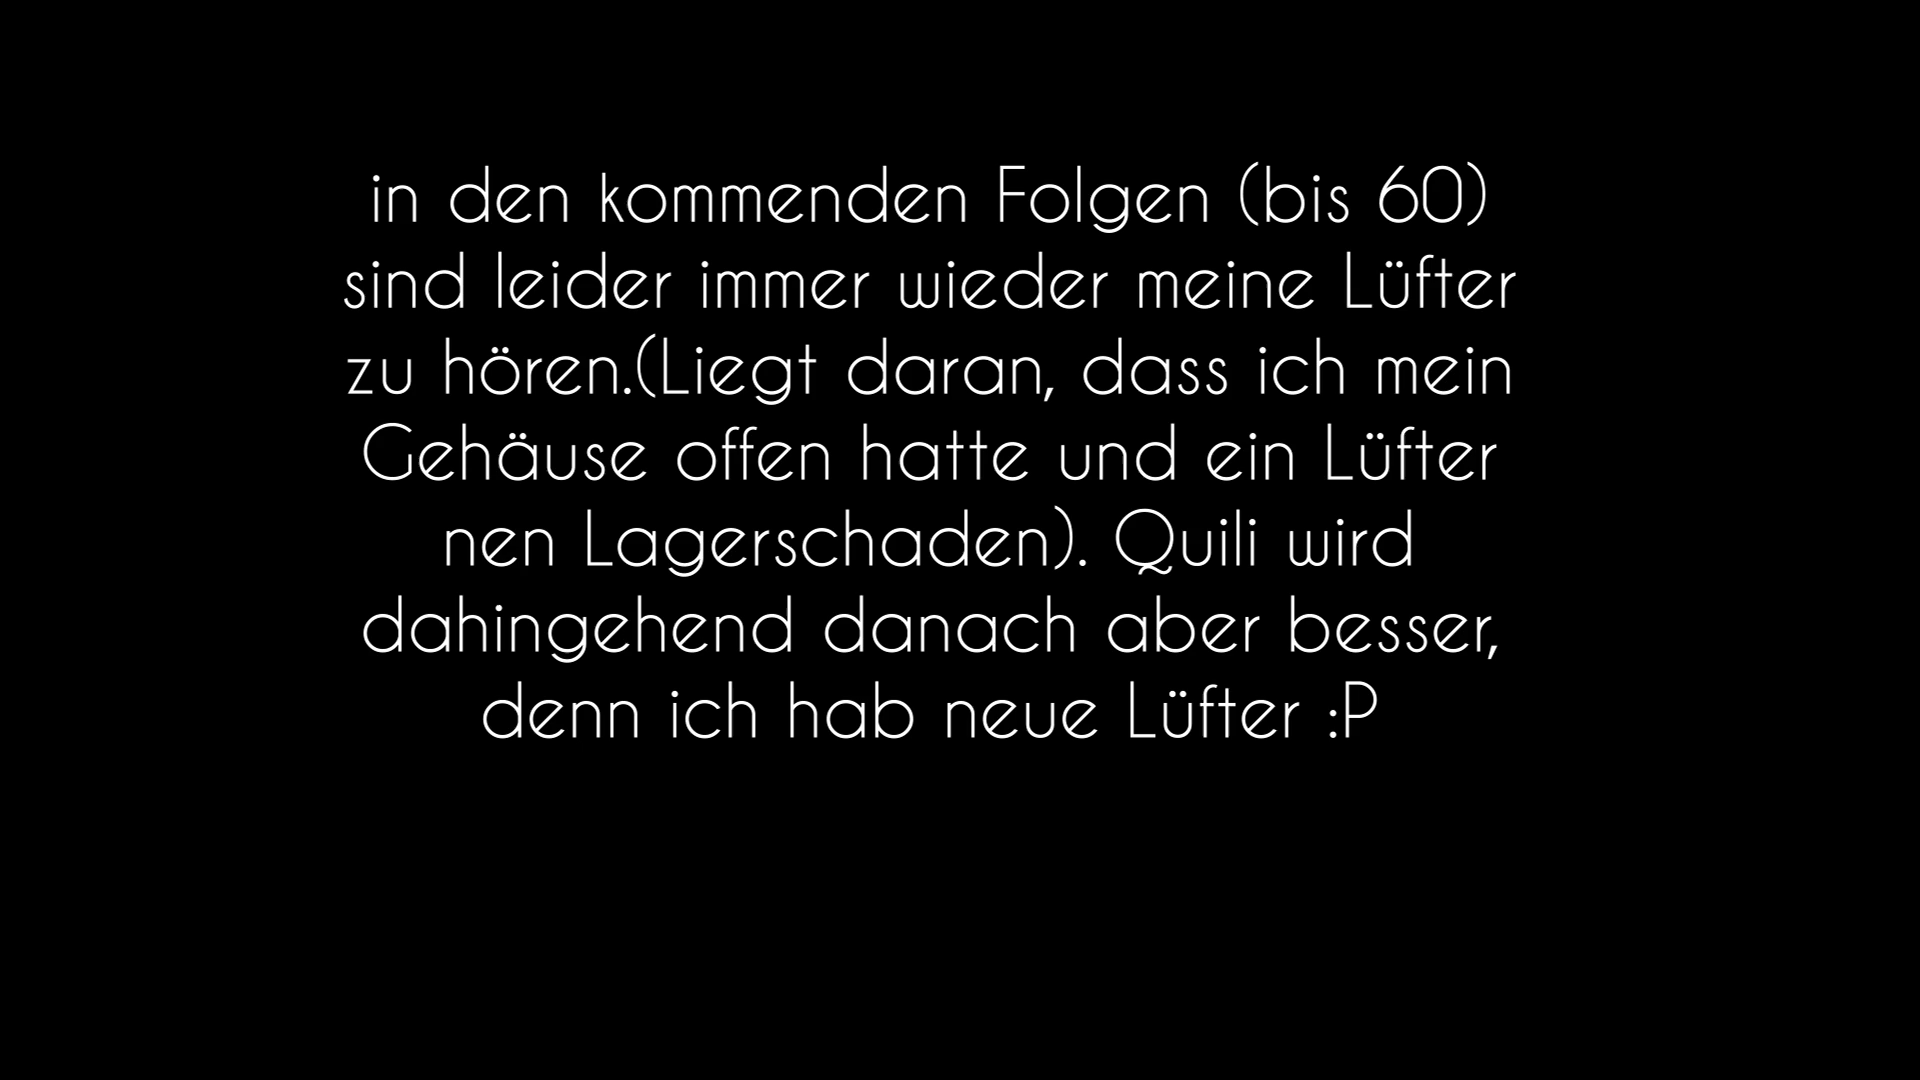 in den kommenden Folgen (bis 60)
sind leider immer wieder meine Lüfter
zu hören.(Liegt daran, dass ich mein
Gehäuse offen hatte und ein Lüfter
nen Lagerschaden). Quili wird
dahingehend danach aber besser,
denn ich hab neue Lüfter :P